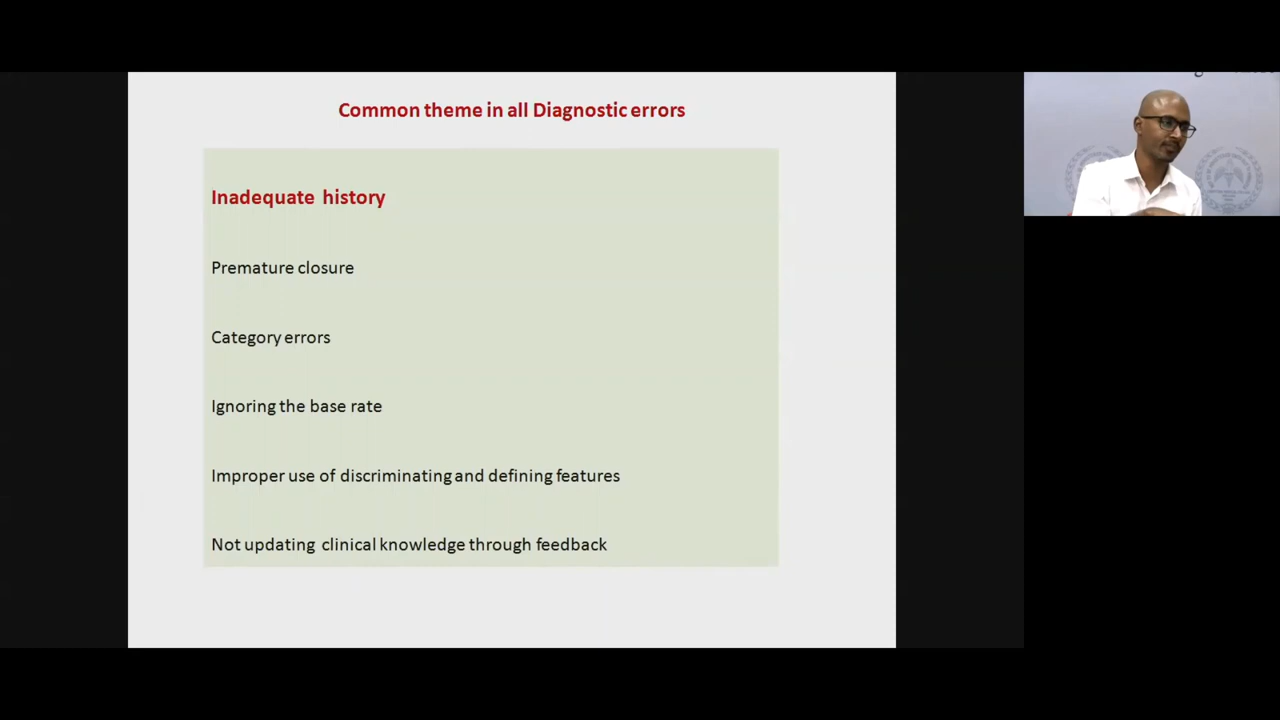 Common theme in all Diagnostic errors
Inadequate history
Premature closure
Category errors
Ignoring the base rate
Improper use of discriminating and defining features
Not updating clinical knowledge through feedback